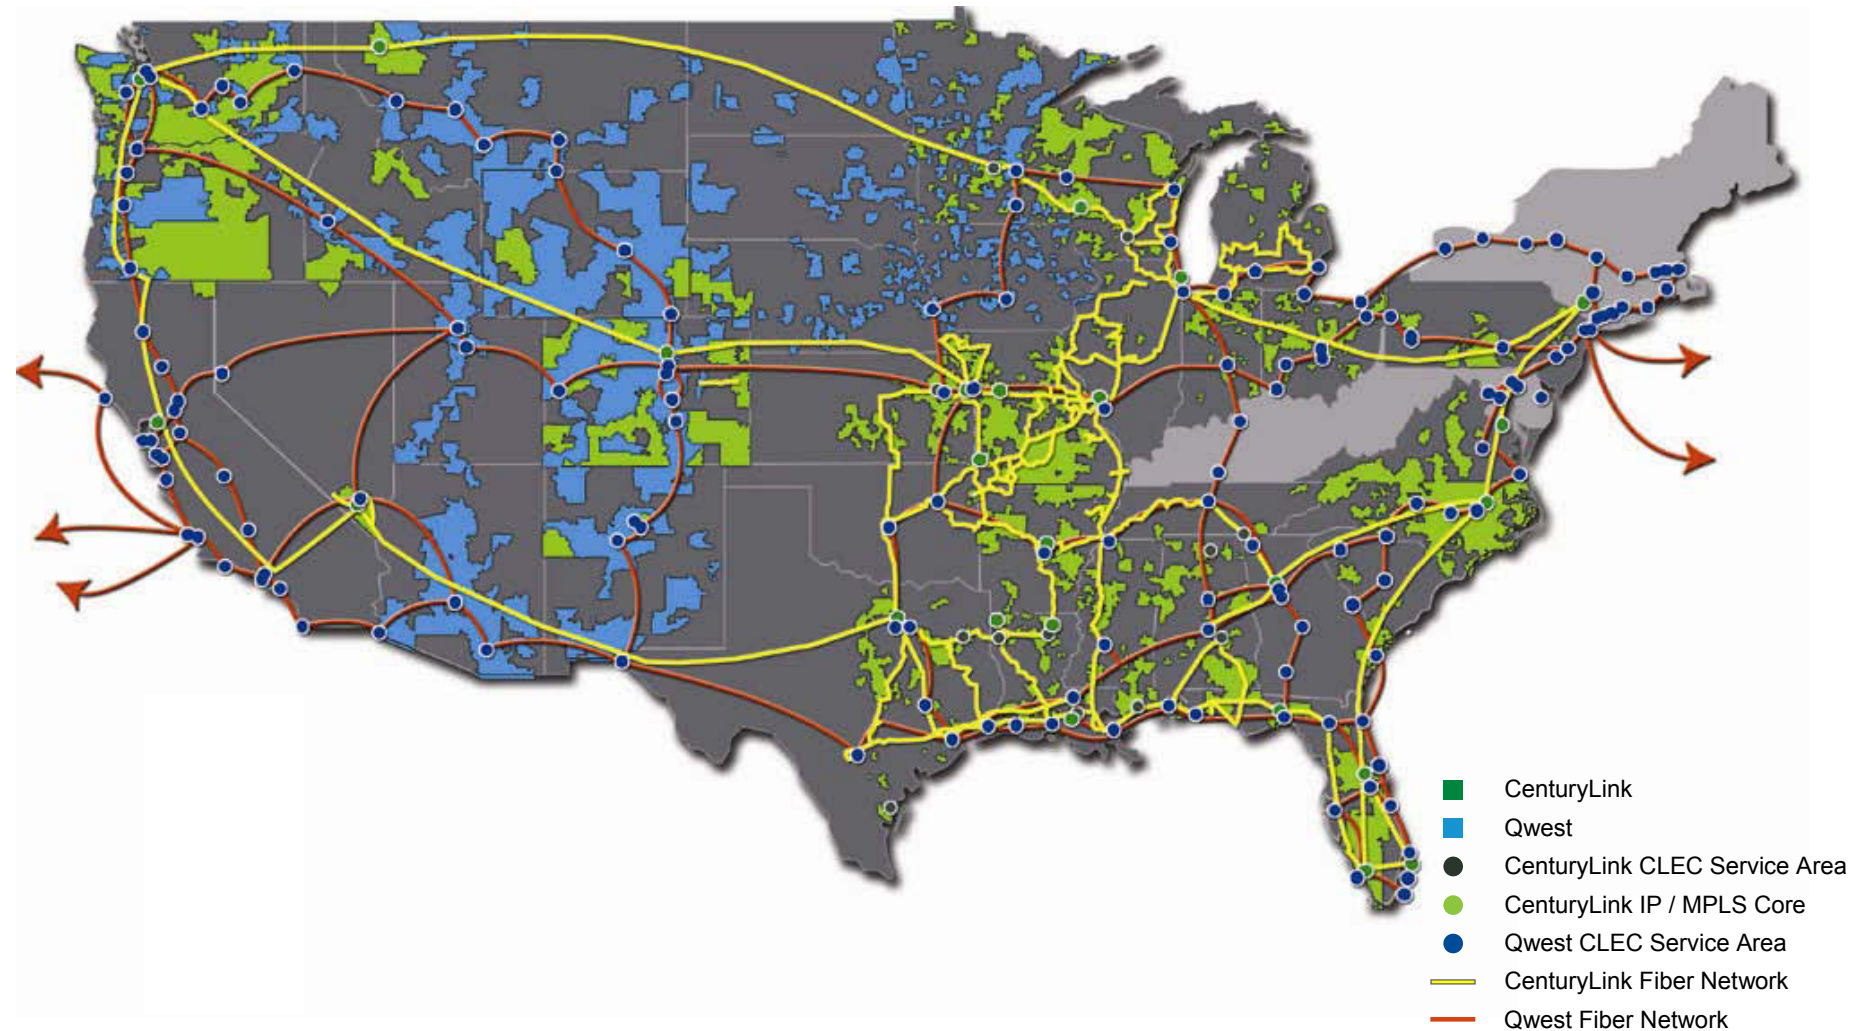 CenturyLink
Qwest
CenturyLink CLEC Service Area
CenturyLink IP / MPLS Core
Qwest CLEC Service Area
CenturyLink Fiber Network
Qwest Fiber Network